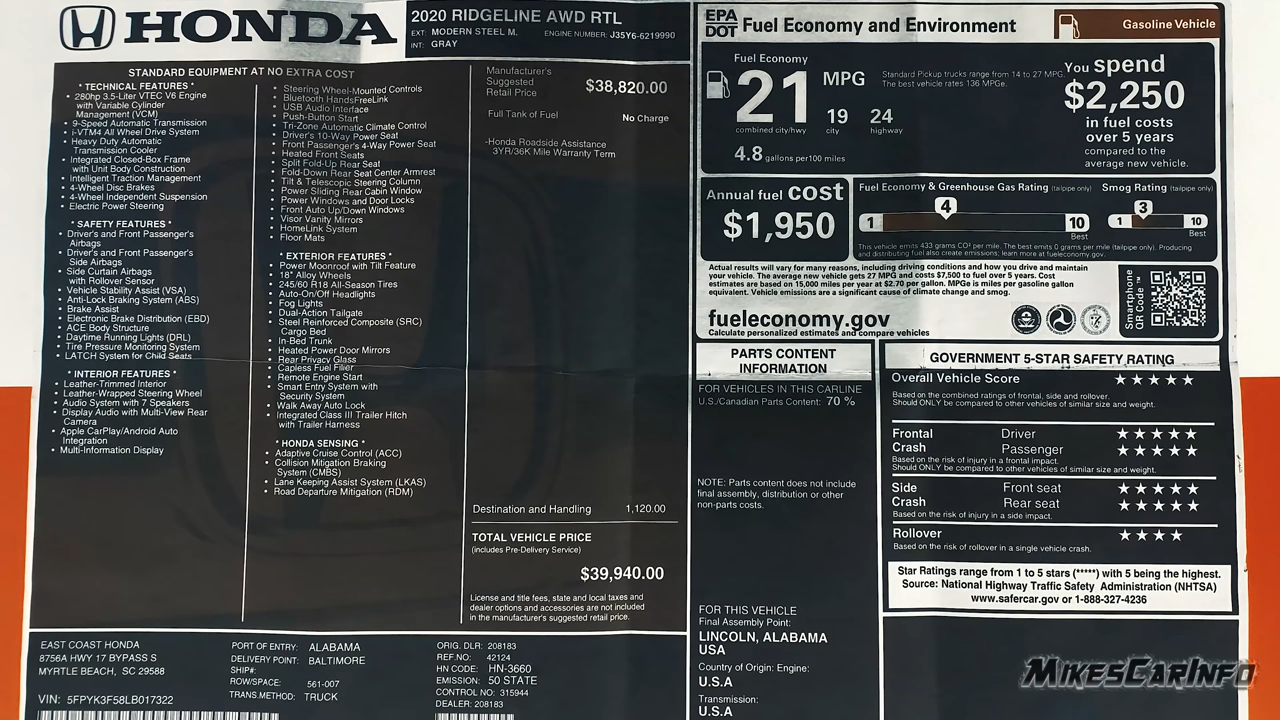 HONDA
2020 RIDGELINE AWD RTL
EXT: MODERN STEEL M.
ENGINE NUMBER: J35Y6-6219990
INT: GRAY
STANDARD EQUIPMENT AT NO EXTRA COST
* TECHNICAL FEATURES *
• 280hp 3.5-Liter VTEC V6 Engine
with Variable Cylinder
Management (VCM)
• 9-Speed Automatic Transmission
• i-VTM4 All Wheel Drive System
• Heavy Duty Automatic
Transmission Cooler
• Integrated Closed-Box Frame
with Unit Body Construction
• Intelligent Traction Management
• 4-Wheel Disc Brakes
• 4-Wheel Independent Suspension
• Electric Power Steering
* SAFETY FEATURES *
• Driver's and Front Passenger's
Airbags
• Driver's and Front Passenger's
Side Airbags
• Side Curtain Airbags
with Rollover Sensor
• Vehicle Stability Assist (VSA)
• Anti-Lock Braking System (ABS)
• Brake Assist
• Electronic Brake Distribution (EBD)
• ACE Body Structure
• Daytime Running Lights (DRL)
• Tire Pressure Monitoring System
• LATCH System for Child Seats
* INTERIOR FEATURES *
• Leather-Trimmed Interior
• Leather-Wrapped Steering Wheel
• Audio System with 7 Speakers
• Display Audio with Multi-View Rear
Camera
• Apple CarPlay/Android Auto
Integration
• Multi-Information Display
• Steering Wheel-Mounted Controls
• Bluetooth HandsFreeLink
• USB Audio Interface
• Push-Button Start
• Tri-Zone Automatic Climate Control
• Driver's 10-Way Power Seat
• Front Passenger's 4-Way Power Seat
• Heated Front Seats
• Split Fold-Up Rear Seat
• Fold-Down Rear Seat Center Armrest
• Tilt & Telescopic Steering Column
• Power Sliding Rear Cabin Window
• Power Windows and Door Locks
• Front Auto Up/Down Windows
• Visor Vanity Mirrors
• HomeLink System
• Floor Mats
* EXTERIOR FEATURES *
• Power Moonroof with Tilt Feature
• 18" Alloy Wheels
• 245/60 R18 All-Season Tires
• Auto-On/Off Headlights
• Fog Lights
• Dual-Action Tailgate
• Steel Reinforced Composite (SRC)
Cargo Bed
• In-Bed Trunk
• Heated Power Door Mirrors
• Rear Privacy Glass
• Capless Fuel Filler
• Remote Engine Start
• Smart Entry System with
Security System
• Walk Away Auto Lock
• Integrated Class III Trailer Hitch
with Trailer Harness
* HONDA SENSING *
• Adaptive Cruise Control (ACC)
• Collision Mitigation Braking
System (CMBS)
• Lane Keeping Assist System (LKAS)
• Road Departure Mitigation (RDM)
Manufacturer's
Suggested
Retail Price $38,820.00
Full Tank of Fuel No Charge
-Honda Roadside Assistance
3YR/36K Mile Warranty Term
Destination and Handling 1,120.00
TOTAL VEHICLE PRICE
(includes Pre-Delivery Service)
$39,940.00
License and title fees, state and local taxes and
dealer options and accessories are not included
in the manufacturer's suggested retail price.
EAST COAST HONDA
8756A HWY 17 BYPASS S
MYRTLE BEACH, SC 29588
VIN: 5FPYK3F58LB017322
PORT OF ENTRY: ALABAMA
DELIVERY POINT: BALTIMORE
SHIP#:
ROW/SPACE: 561-007
TRANS.METHOD: TRUCK
ORIG. DLR: 208183
REF.NO: 42124
HN CODE: HN-3660
EMISSION: 50 STATE
CONTROL NO: 315944
DEALER: 208183
EPA
DOT
Fuel Economy and Environment
Gasoline Vehicle
Fuel Economy
21 MPG
combined city/hwy
19
city
24
highway
4.8 gallons per 100 miles
Standard Pickup trucks range from 14 to 27 MPG
The best vehicle rates 136 MPGe.
You spend
$2,250
in fuel costs
over 5 years
compared to the
average new vehicle.
Annual fuel cost
$1,950
Fuel Economy & Greenhouse Gas Rating (tailpipe only)
1
4
10
Best
Smog Rating (tailpipe only)
1
3
10
Best
This vehicle emits 433 grams CO² per mile. The best emits 0 grams per mile (tailpipe only). Producing
and distributing fuel also create emissions; learn more at fueleconomy.gov.
Actual results will vary for many reasons, including driving conditions and how you drive and maintain
your vehicle. The average new vehicle gets 27 MPG and costs $7,500 to fuel over 5 years. Cost
estimates are based on 15,000 miles per year at $2.70 per gallon. MPGe is miles per gasoline gallon
equivalent. Vehicle emissions are a significant cause of climate change and smog.
fueleconomy.gov
Calculate personalized estimates and compare vehicles
Smartphone
QR Code ™
PARTS CONTENT
INFORMATION
FOR VEHICLES IN THIS CARLINE
U.S./Canadian Parts Content: 70 %
NOTE: Parts content does not include
final assembly, distribution or other
non-parts costs.
FOR THIS VEHICLE
Final Assembly Point:
LINCOLN, ALABAMA
USA
Country of Origin: Engine:
U.S.A
Transmission:
U.S.A
GOVERNMENT 5-STAR SAFETY RATING
Overall Vehicle Score ★★★★★
Based on the combined ratings of frontal, side and rollover.
Should ONLY be compared to other vehicles of similar size and weight.
Frontal Driver ★★★★★
Crash Passenger ★★★★★
Based on the risk of injury in a frontal impact.
Should ONLY be compared to other vehicles of similar size and weight.
Side Front seat ★★★★★
Crash Rear seat ★★★★★
Based on the risk of injury in a side impact.
Rollover ★★★★
Based on the risk of rollover in a single vehicle crash.
Star Ratings range from 1 to 5 stars (*****) with 5 being the highest.
Source: National Highway Traffic Safety Administration (NHTSA)
www.safercar.gov or 1-888-327-4236
MIKESCARINFO